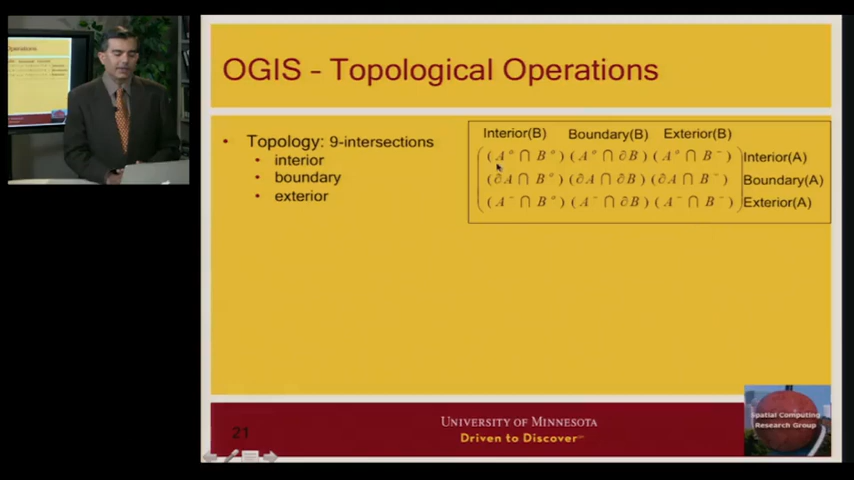 OGIS – Topological Operations
• Topology: 9-intersections
• interior
• boundary
• exterior
Interior(B) Boundary(B) Exterior(B)
(A° ⋂ B°) (A° ⋂ ∂B) (A° ⋂ B⁻) Interior(A)
(∂A ⋂ B°) (∂A ⋂ ∂B) (∂A ⋂ B⁻) Boundary(A)
(A⁻ ⋂ B°) (A⁻ ⋂ ∂B) (A⁻ ⋂ B⁻) Exterior(A)
21
UNIVERSITY OF MINNESOTA
Driven to Discover℠
Spatial Computing
Research Group